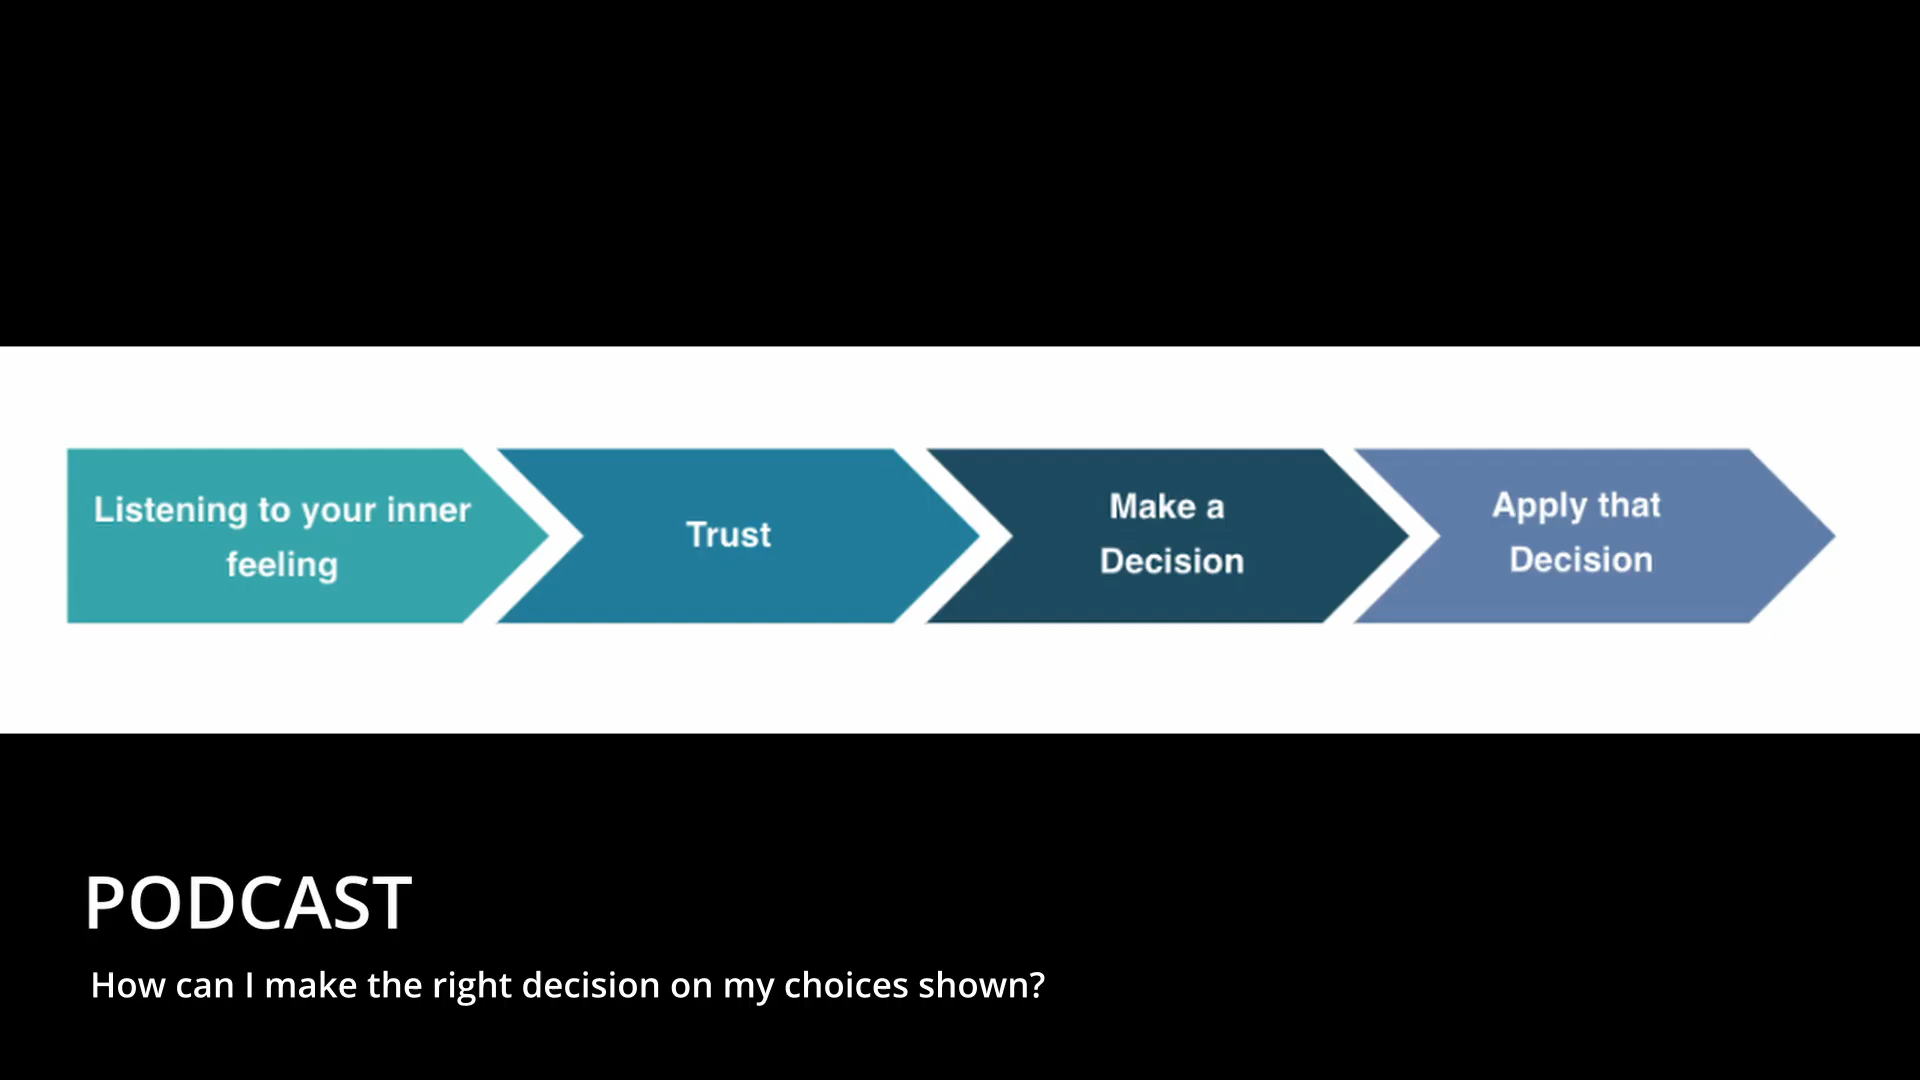 Listening to your inner
feeling
Trust
Make a
Decision
Apply that
Decision
PODCAST
How can I make the right decision on my choices shown?